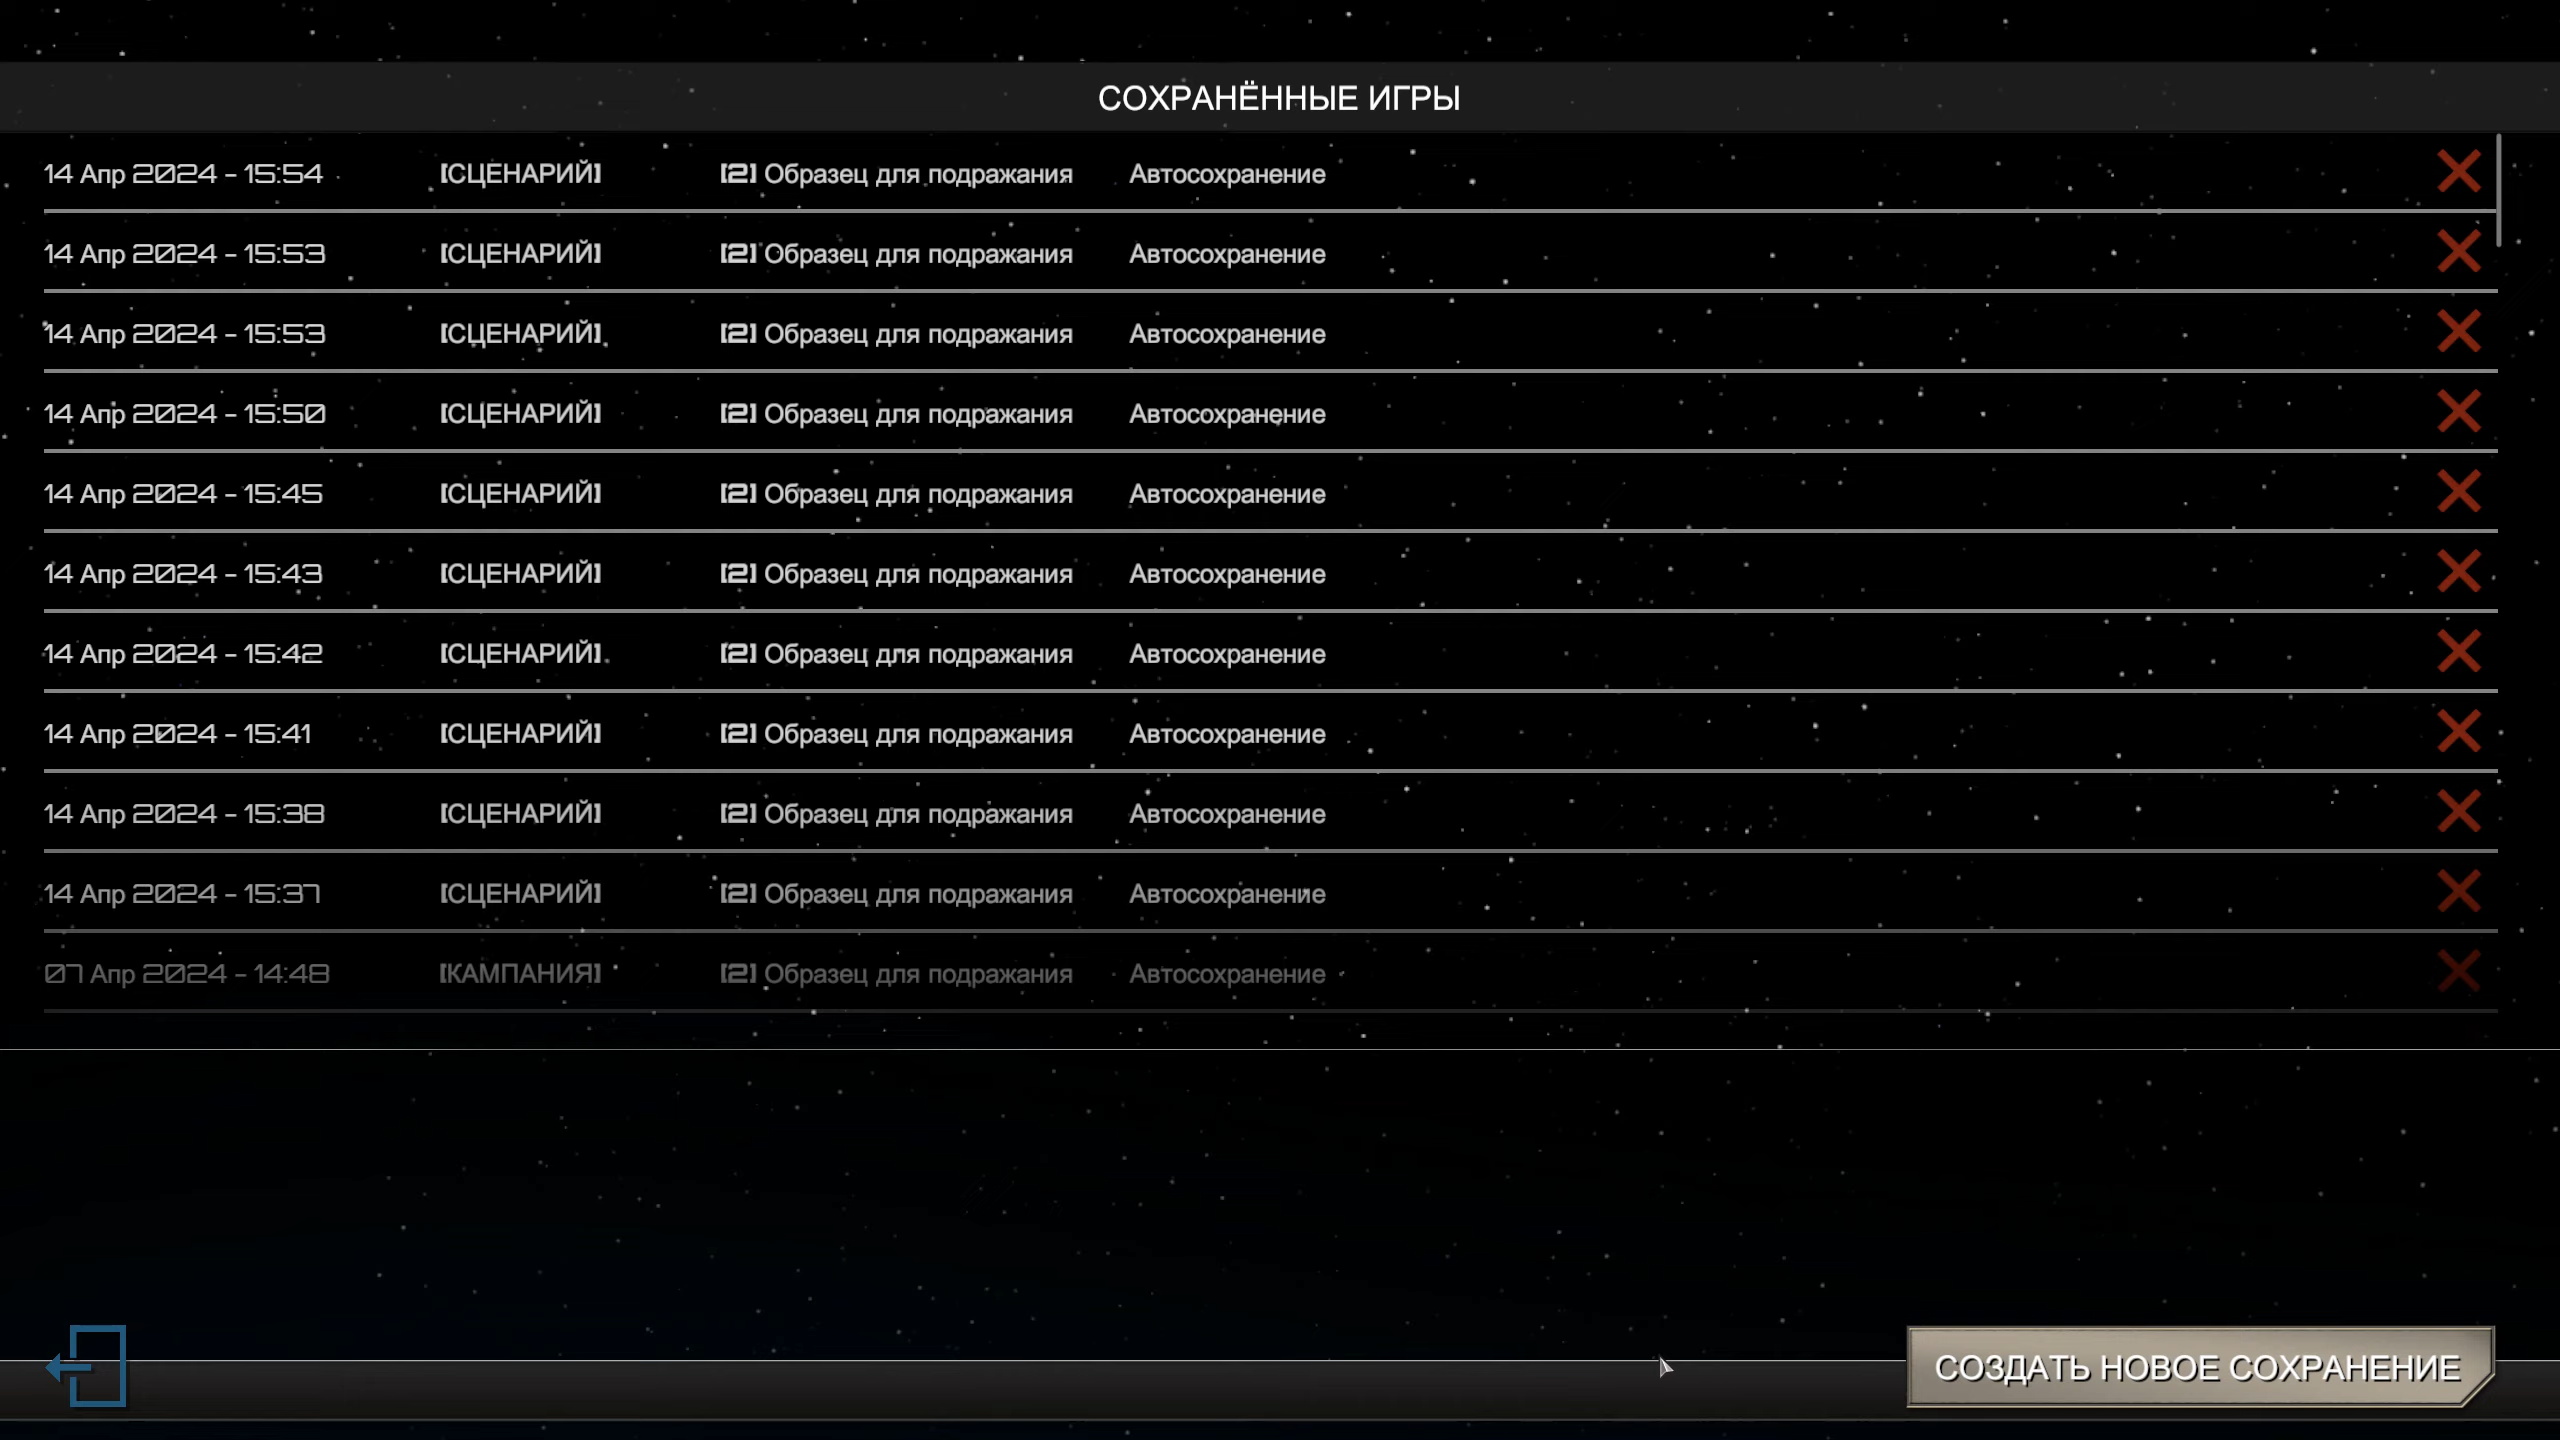 СОХРАНЁННЫЕ ИГРЫ
14 Апр 2024 - 15:54 [СЦЕНАРИЙ] [2] Образец для подражания Автосохранение
14 Апр 2024 - 15:53 [СЦЕНАРИЙ] [2] Образец для подражания Автосохранение
14 Апр 2024 - 15:53 [СЦЕНАРИЙ] [2] Образец для подражания Автосохранение
14 Апр 2024 - 15:50 [СЦЕНАРИЙ] [2] Образец для подражания Автосохранение
14 Апр 2024 - 15:45 [СЦЕНАРИЙ] [2] Образец для подражания Автосохранение
14 Апр 2024 - 15:43 [СЦЕНАРИЙ] [2] Образец для подражания Автосохранение
14 Апр 2024 - 15:42 [СЦЕНАРИЙ] [2] Образец для подражания Автосохранение
14 Апр 2024 - 15:41 [СЦЕНАРИЙ] [2] Образец для подражания Автосохранение
14 Апр 2024 - 15:38 [СЦЕНАРИЙ] [2] Образец для подражания Автосохранение
14 Апр 2024 - 15:37 [СЦЕНАРИЙ] [2] Образец для подражания Автосохранение
07 Апр 2024 - 14:48 [КАМПАНИЯ] [2] Образец для подражания Автосохранение
СОЗДАТЬ НОВОЕ СОХРАНЕНИЕ